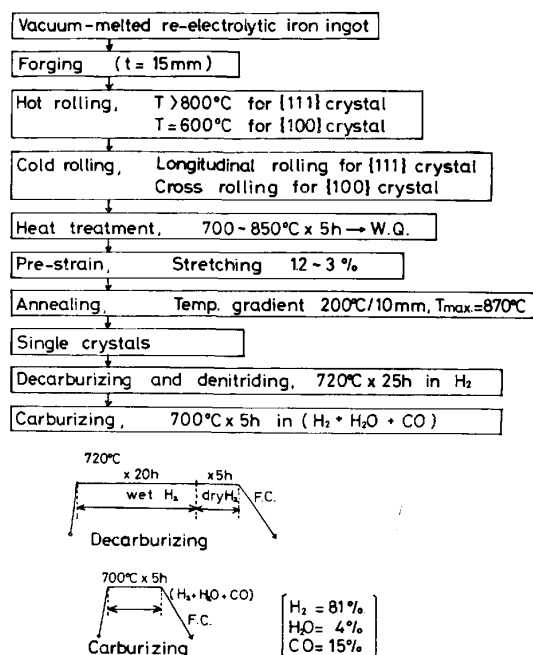 Vacuum-melted re-electrolytic iron ingot
Forging (t = 15mm)
Hot rolling, T >800°C for {111} crystal
T = 600°C for {100} crystal
Cold rolling, Longitudinal rolling for {111} crystal
Cross rolling for {100} crystal
Heat treatment, 700 ~ 850°C x 5h → W.Q.
Pre-strain, Stretching 1.2 ~ 3 %
Annealing, Temp. gradient 200°C/10mm, Tmax.=870°C
Single crystals
Decarburizing and denitriding, 720°C x 25h in H₂
Carburizing, 700°C x 5h in (H₂ + H₂O + CO)
720°C
x 20h x5h
wet H₂ dry H₂ F.C.
Decarburizing
700°C x 5h (H₂+H₂O+CO)
F.C.
Carburizing
H₂ = 81%
H₂O = 4%
CO = 15%